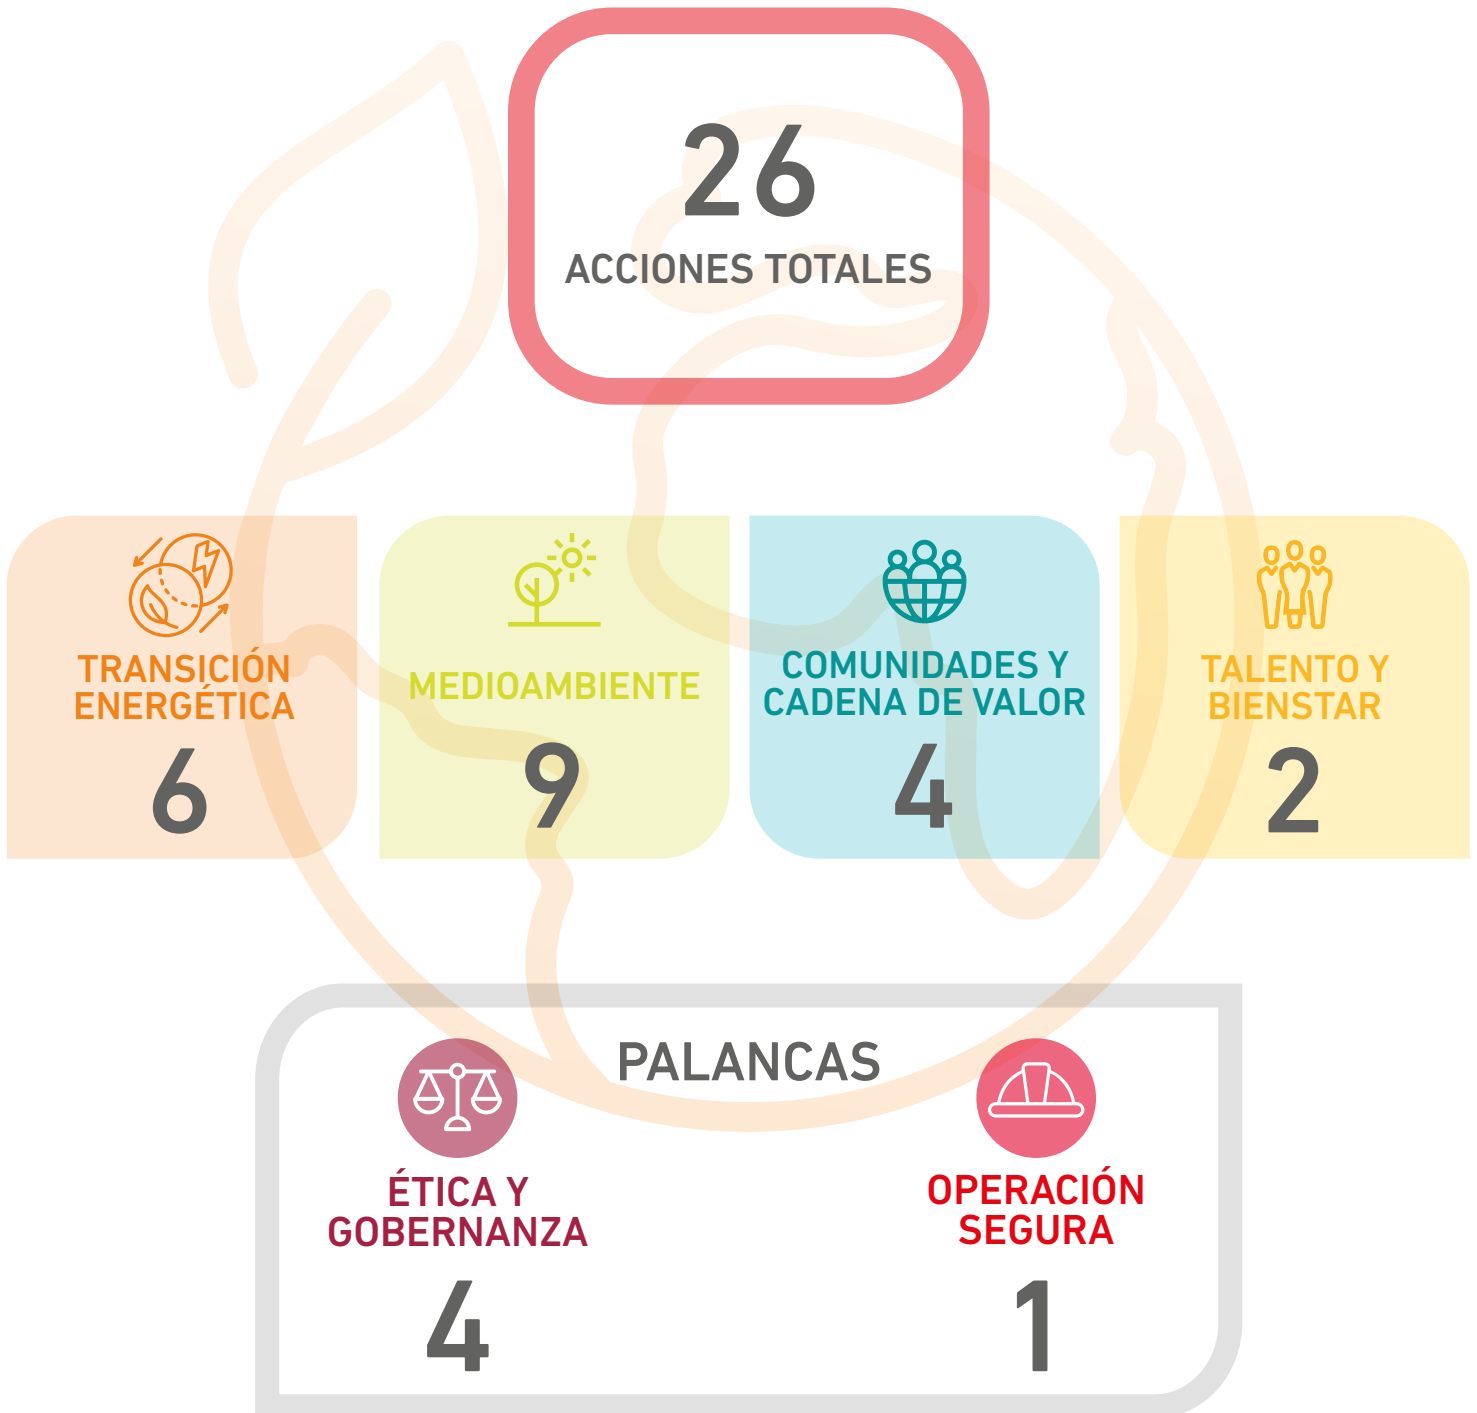 26
ACCIONES TOTALES
TRANSICIÓN
ENERGÉTICA
6
MEDIOAMBIENTE
9
COMUNIDADES Y
CADENA DE VALOR
4
TALENTO Y
BIENSTAR
2
PALANCAS
ÉTICA Y
GOBERNANZA
4
OPERACIÓN
SEGURA
1